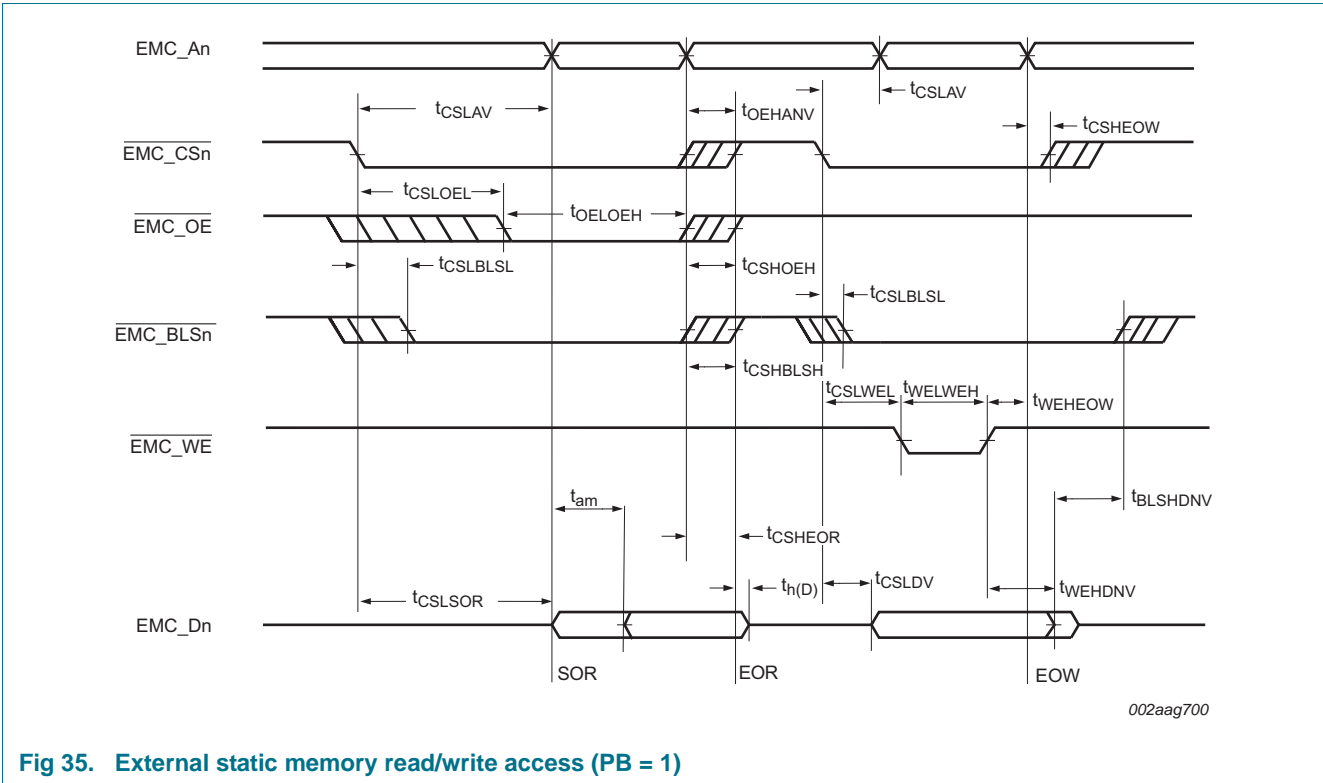 EMC_An
tCSLAV
tCSLAV
tOEHANV
tCSHEOW
EMC_CSn
tCSLOEL
tOELOEH
EMC_OE
tCSLBLSL
tCSHOEH
tCSLBLSL
EMC_BLSn
tCSHBLSH
tCSLWEL
tWELWEH
tWEHEOW
EMC_WE
tam
tBLSHDNV
tCSHEOR
tCSLSOR
th(D)
tCSLDV
tWEHDNV
EMC_Dn
SOR
EOR
EOW
002aag700
Fig 35. External static memory read/write access (PB = 1)